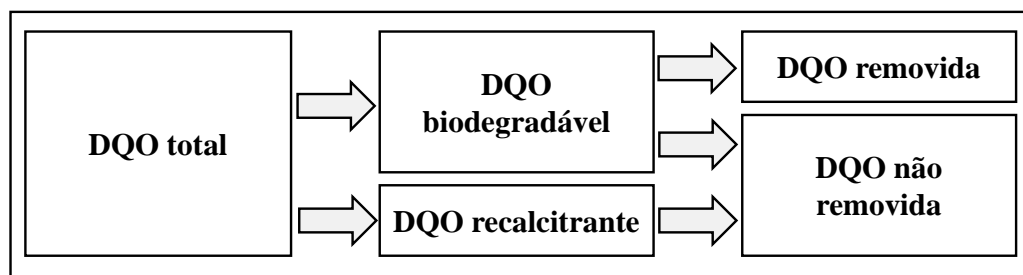 DQO total
DQO
biodegradável
DQO recalcitrante
DQO removida
DQO não
removida